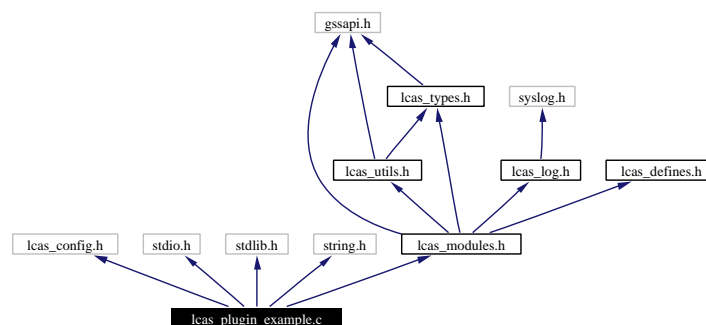 gssapi.h
lcas_types.h
syslog.h
lcas_utils.h
lcas_log.h
lcas_defines.h
lcas_config.h
stdio.h
stdlib.h
string.h
lcas_modules.h
lcas_plugin_example.c